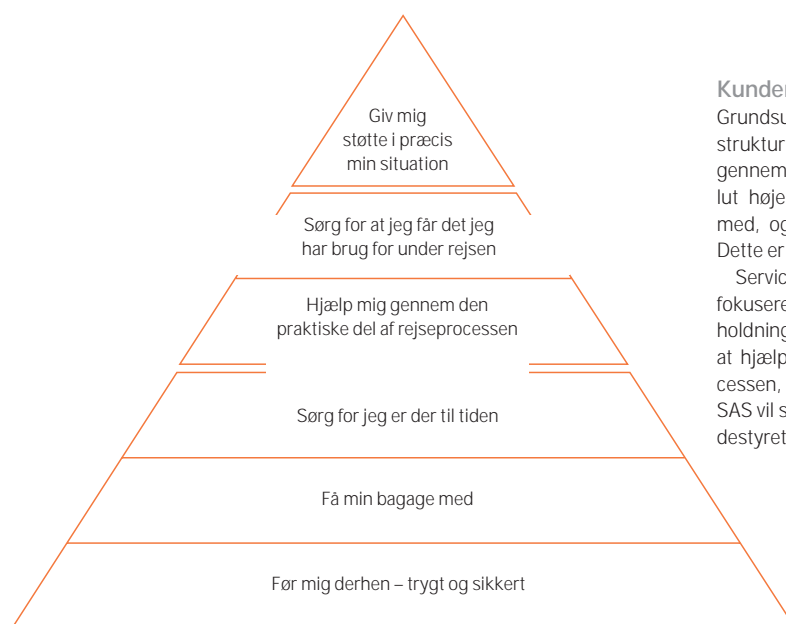 Giv mig
støtte i præcis
min situation
Sørg for at jeg får det jeg
har brug for under rejsen
Hjælp mig gennem den
praktiske del af rejseprocessen
Sørg for jeg er der til tiden
Få min bagage med
Før mig derhen – trygt og sikkert
Kunder
Grundsu
struktur
gennem
lut høje
med, og
Dette er
Servic
fokusere
holdning
at hjælp
cessen,
SAS vil s
destyret